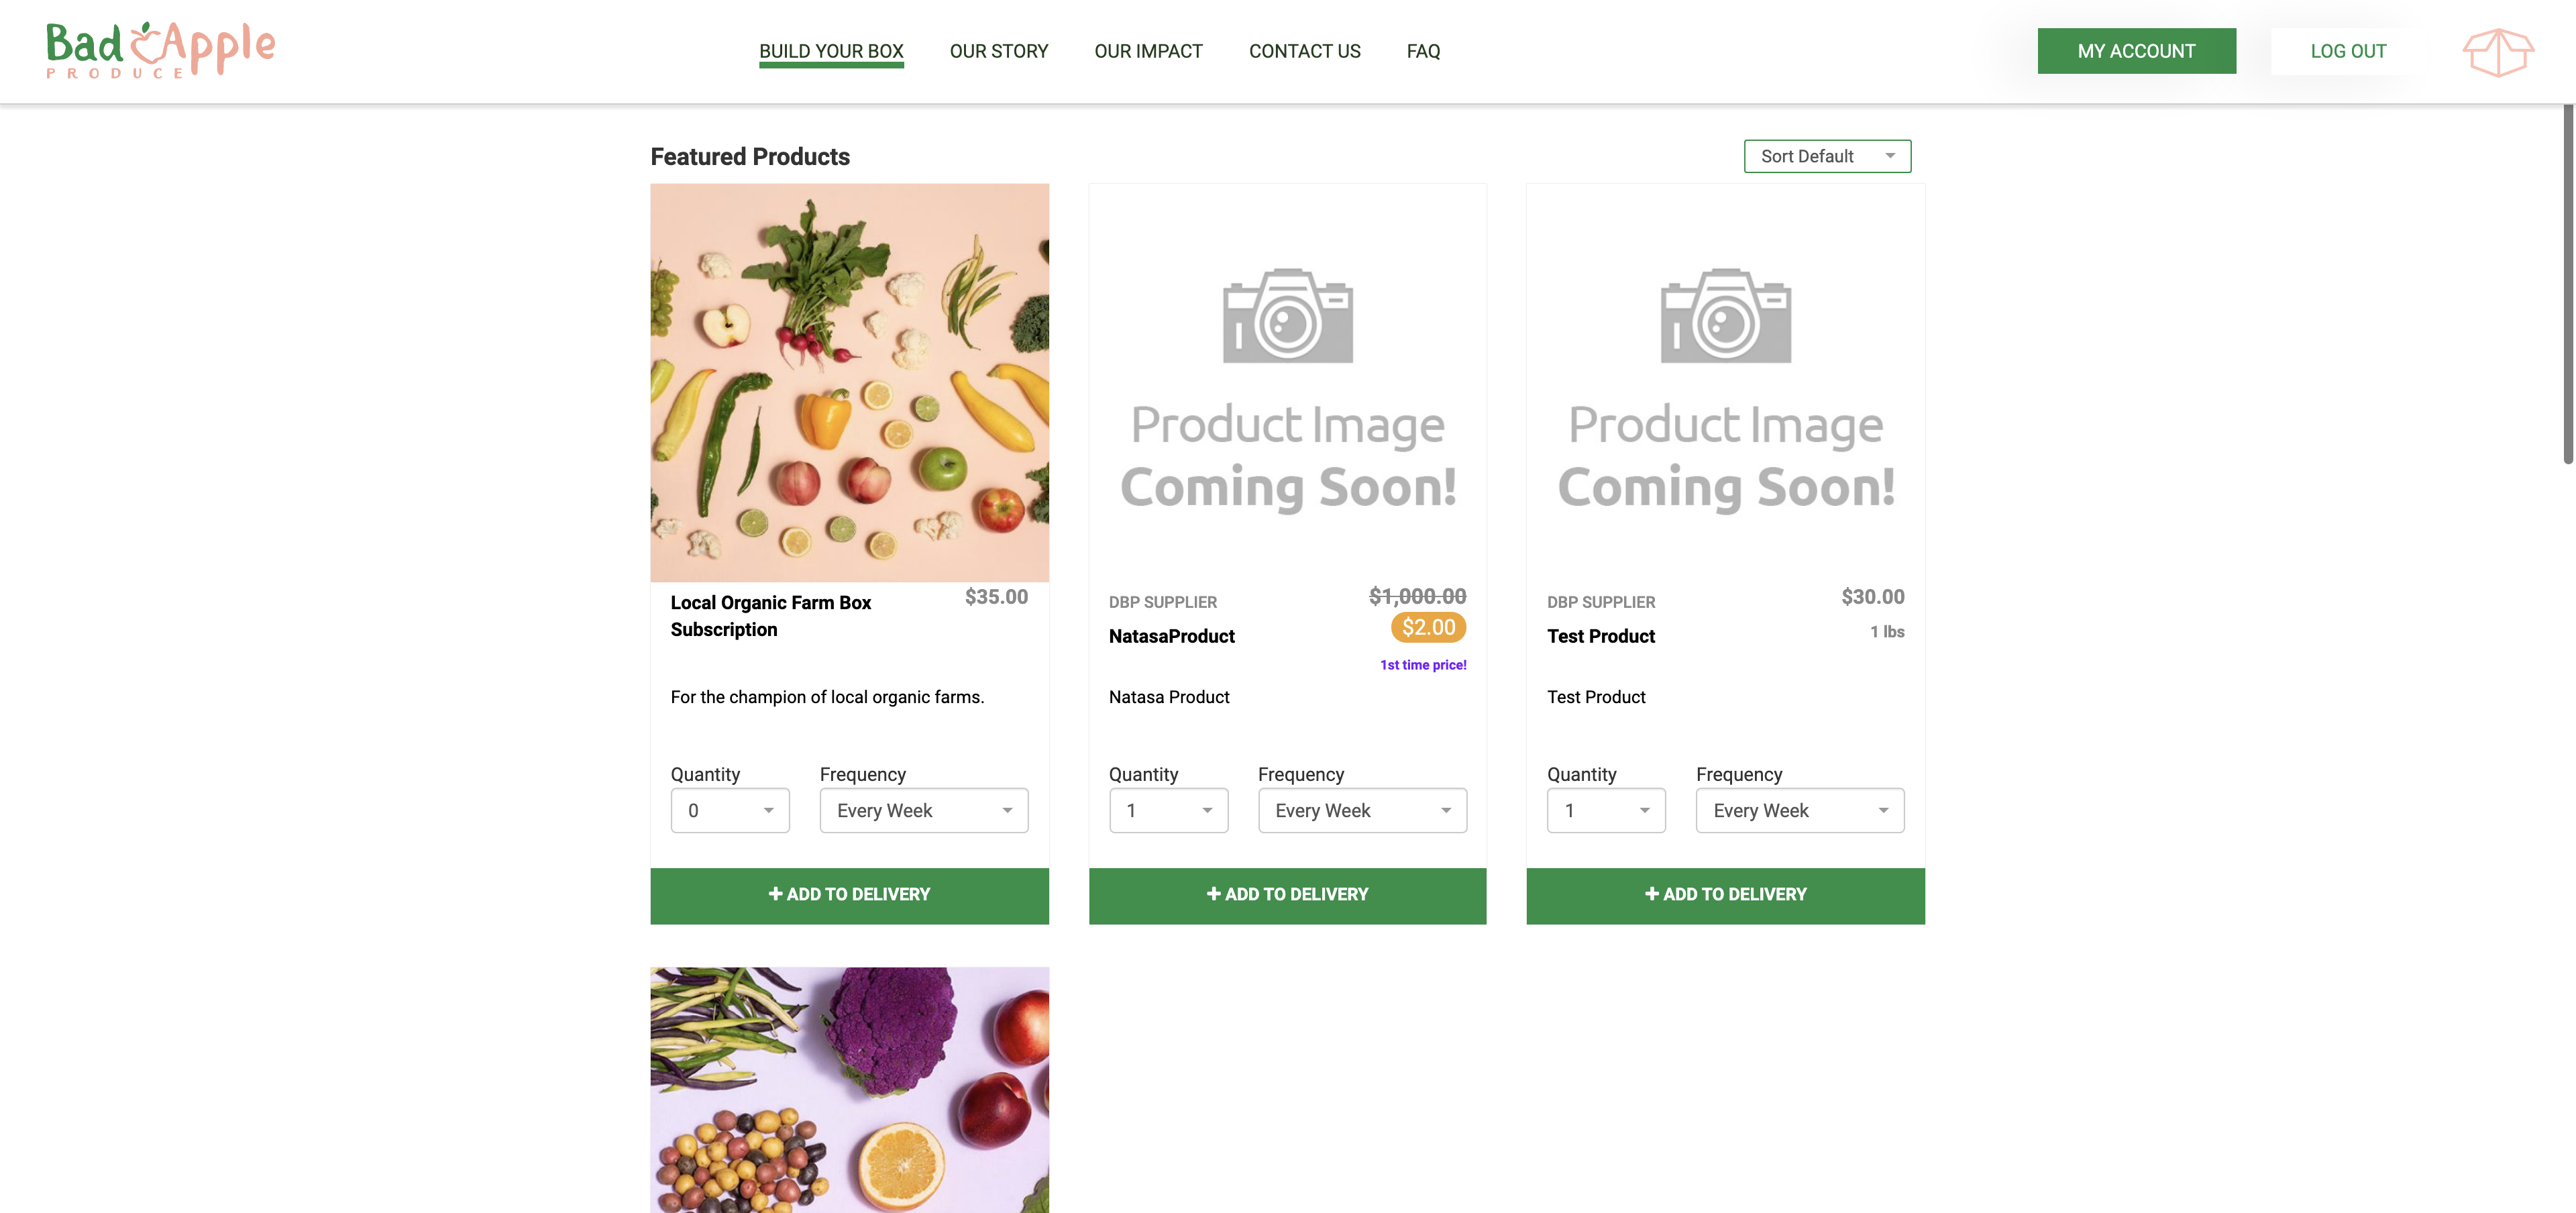 Bad Apple
PRODUCE
BUILD YOUR BOX
OUR STORY
OUR IMPACT
CONTACT US
FAQ
MY ACCOUNT
LOG OUT
Featured Products
Sort Default
Local Organic Farm Box
Subscription
$35.00
For the champion of local organic farms.
Quantity
Frequency
0
Every Week
+ ADD TO DELIVERY
Product Image
Coming Soon!
DBP SUPPLIER
$1,000.00
NatasaProduct
$2.00
1st time price!
Natasa Product
Quantity
Frequency
1
Every Week
+ ADD TO DELIVERY
Product Image
Coming Soon!
DBP SUPPLIER
$30.00
Test Product
1 lbs
Test Product
Quantity
Frequency
1
Every Week
+ ADD TO DELIVERY